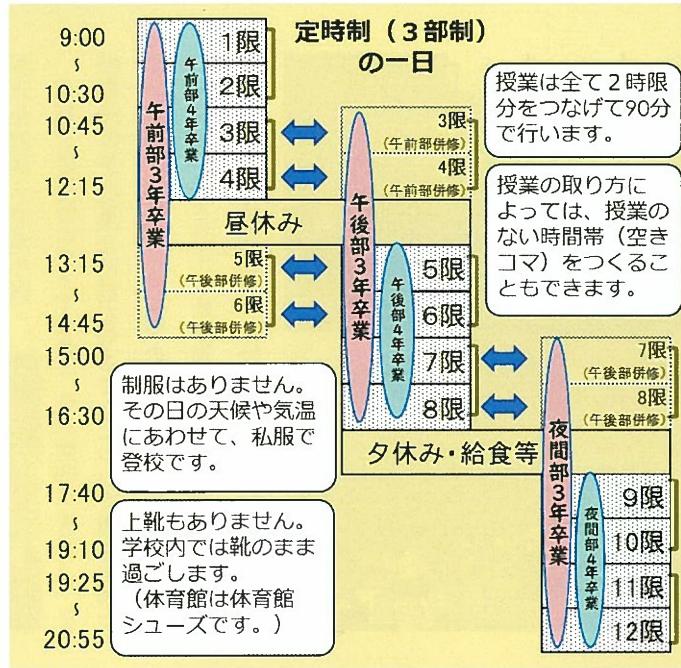 定時制（３部制）
の一日
9:00
～
10:30
10:45
～
12:15
13:15
～
14:45
15:00
～
16:30
17:40
～
19:10
19:25
～
20:55
午前部３年卒業
午前部４年卒業
1限
2限
3限
4限
昼休み
5限
(午後部併修)
6限
(午後部併修)
3限
(午前部併修)
4限
(午前部併修)
午後部３年卒業
午後部４年卒業
5限
6限
7限
8限
夕休み・給食等
7限
(午後部併修)
8限
(午後部併修)
夜間部３年卒業
夜間部４年卒業
9限
10限
11限
12限
授業は全て２時限
分をつなげて90分
で行います。
授業の取り方に
よっては、授業の
ない時間帯（空き
コマ）をつくるこ
ともできます。
制服はありません。
その日の天候や気温
にあわせて、私服で
登校です。
上靴もありません。
学校内では靴のまま
過ごします。
（体育館は体育館
シューズです。）